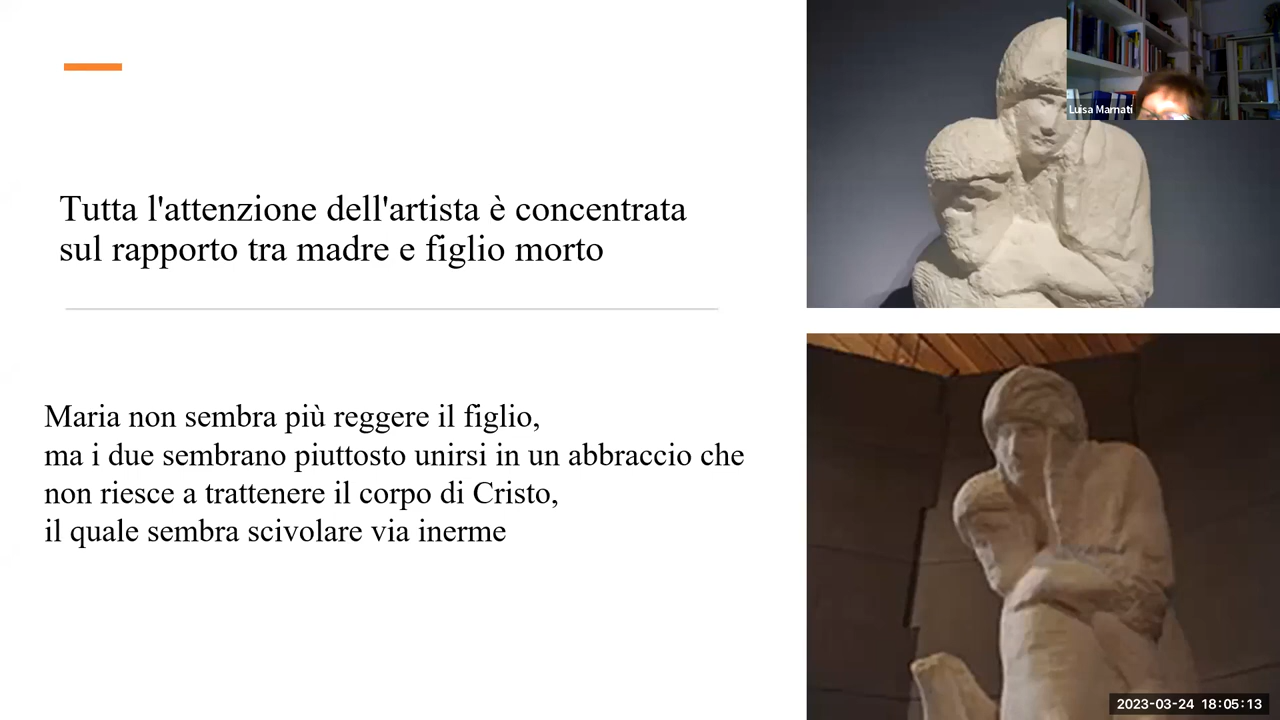 Tutta l'attenzione dell'artista è concentrata
sul rapporto tra madre e figlio morto
Maria non sembra più reggere il figlio,
ma i due sembrano piuttosto unirsi in un abbraccio che
non riesce a trattenere il corpo di Cristo,
il quale sembra scivolare via inerme
Luisa Marnati
2023-03-24 18:05:13